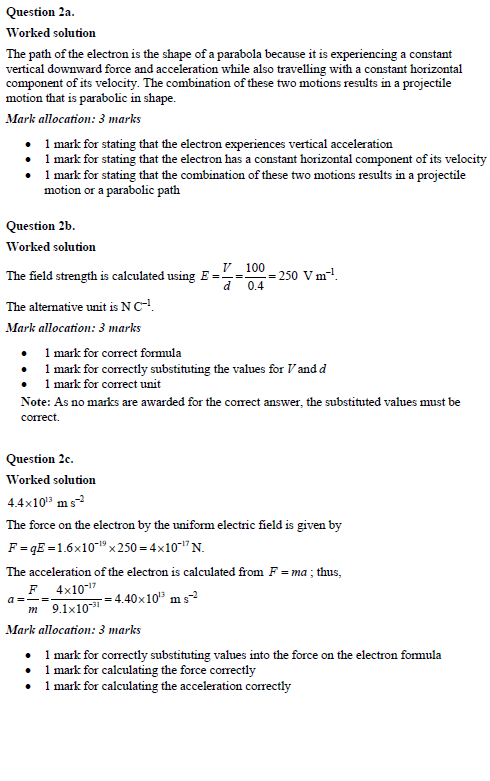 Question 2a.
Worked solution
The path of the electron is the shape of a parabola because it is experiencing a constant
vertical downward force and acceleration while also travelling with a constant horizontal
component of its velocity. The combination of these two motions results in a projectile
motion that is parabolic in shape.
Mark allocation: 3 marks
• 1 mark for stating that the electron experiences vertical acceleration
• 1 mark for stating that the electron has a constant horizontal component of its velocity
• 1 mark for stating that the combination of these two motions results in a projectile
motion or a parabolic path
Question 2b.
Worked solution
The field strength is calculated using E = V/d = 100/0.4 = 250 V m⁻¹.
The alternative unit is N C⁻¹.
Mark allocation: 3 marks
• 1 mark for correct formula
• 1 mark for correctly substituting the values for V and d
• 1 mark for correct unit
Note: As no marks are awarded for the correct answer, the substituted values must be
correct.
Question 2c.
Worked solution
4.4×10¹³ m s⁻²
The force on the electron by the uniform electric field is given by
F = qE = 1.6×10⁻¹⁹ × 250 = 4×10⁻¹⁷ N.
The acceleration of the electron is calculated from F = ma ; thus,
a = F/m = 4×10⁻¹⁷/9.1×10⁻³¹ = 4.40×10¹³ m s⁻²
Mark allocation: 3 marks
• 1 mark for correctly substituting values into the force on the electron formula
• 1 mark for calculating the force correctly
• 1 mark for calculating the acceleration correctly